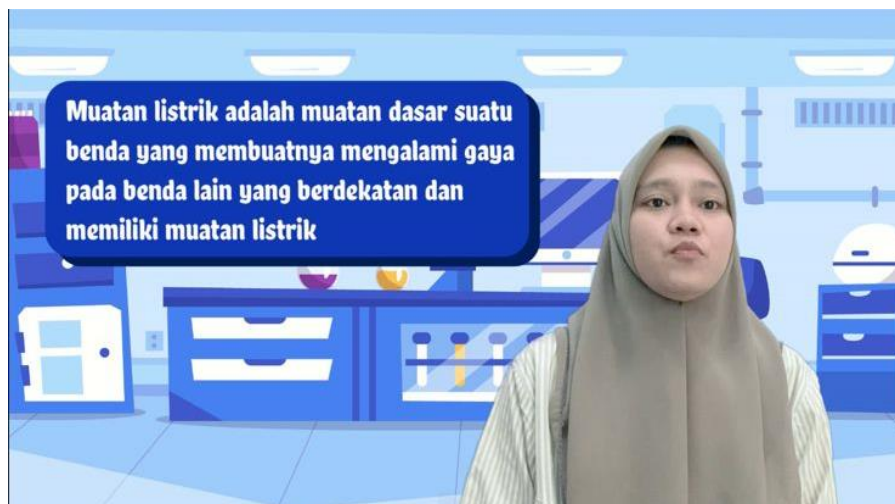 Muatan listrik adalah muatan dasar suatu
benda yang membuatnya mengalami gaya
pada benda lain yang berdekatan dan
memiliki muatan listrik